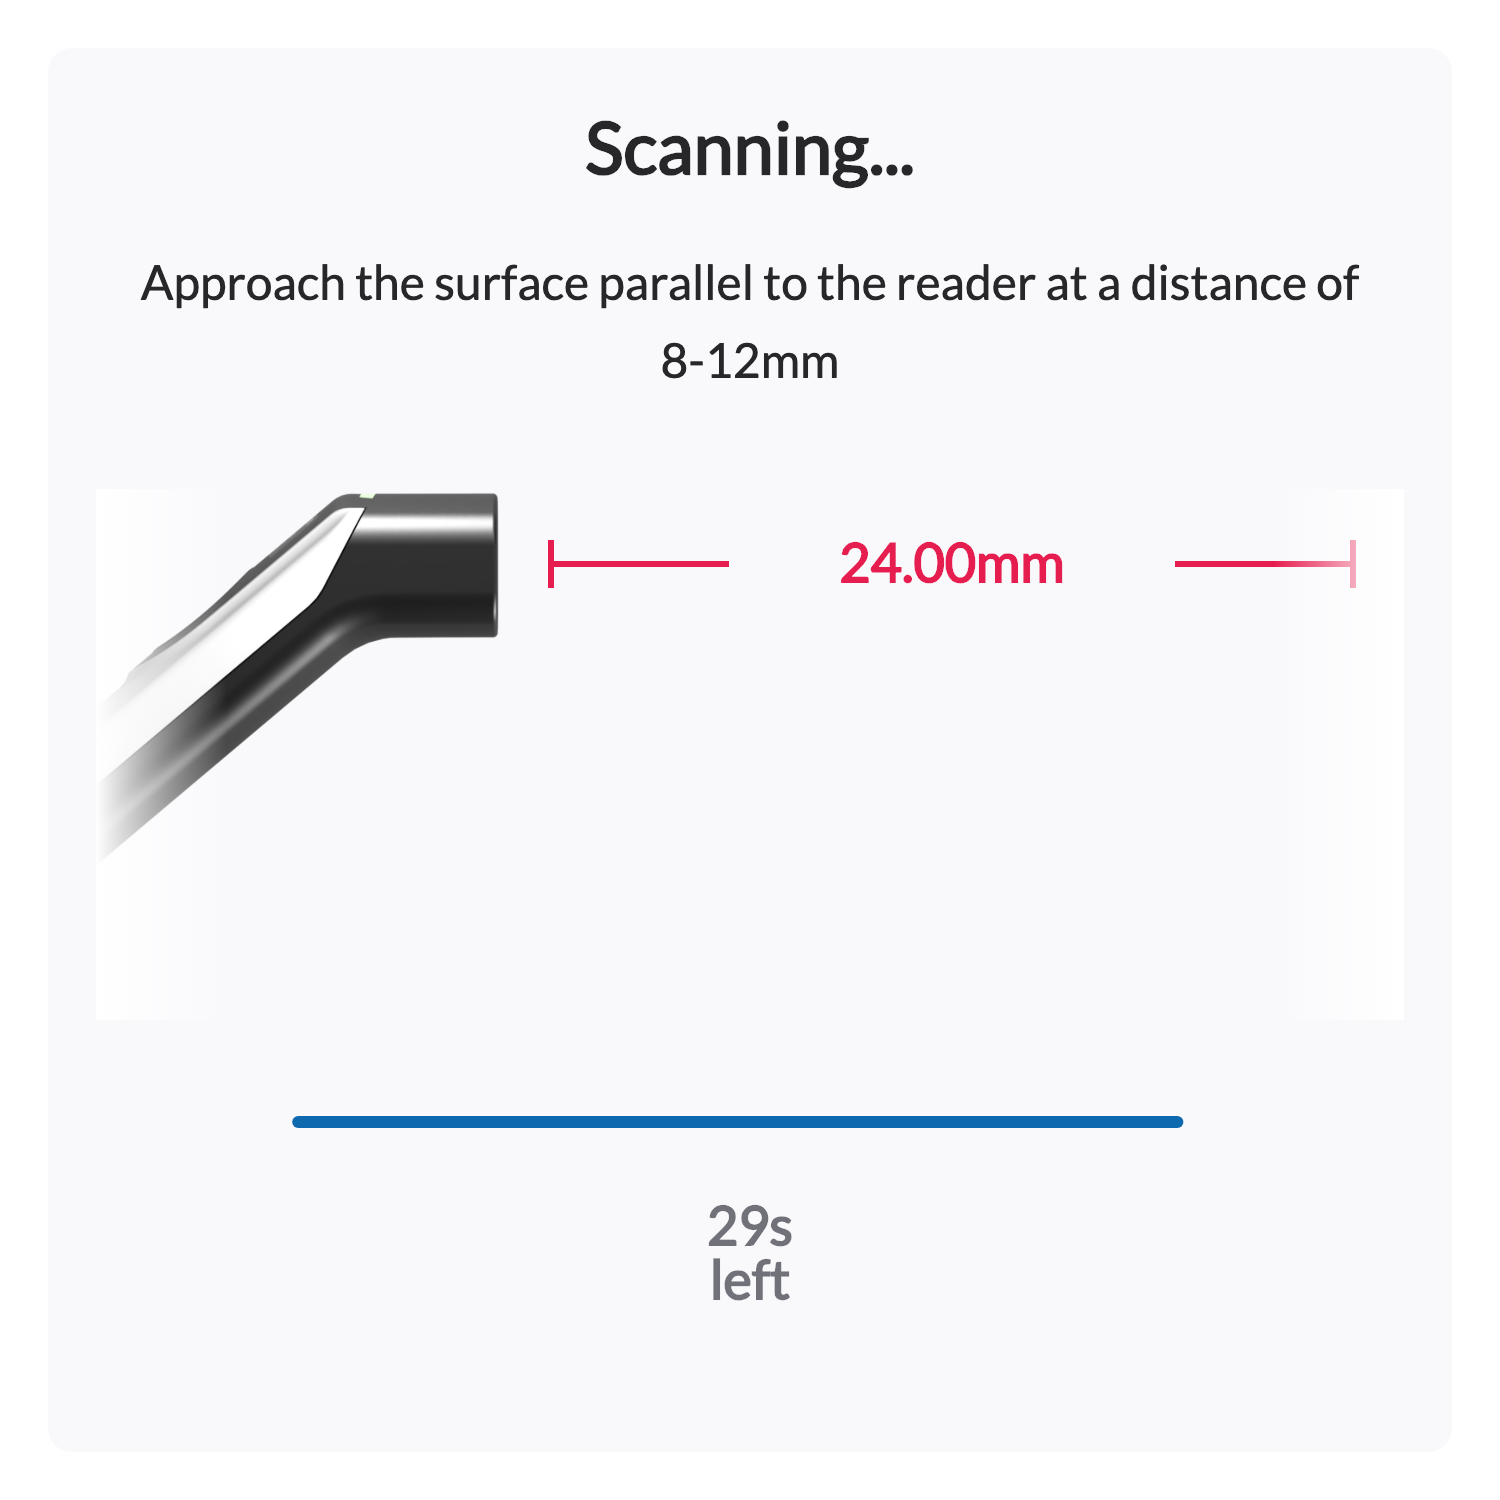 Scanning...
Approach the surface parallel to the reader at a distance of
8-12mm
24.00mm
29s
left